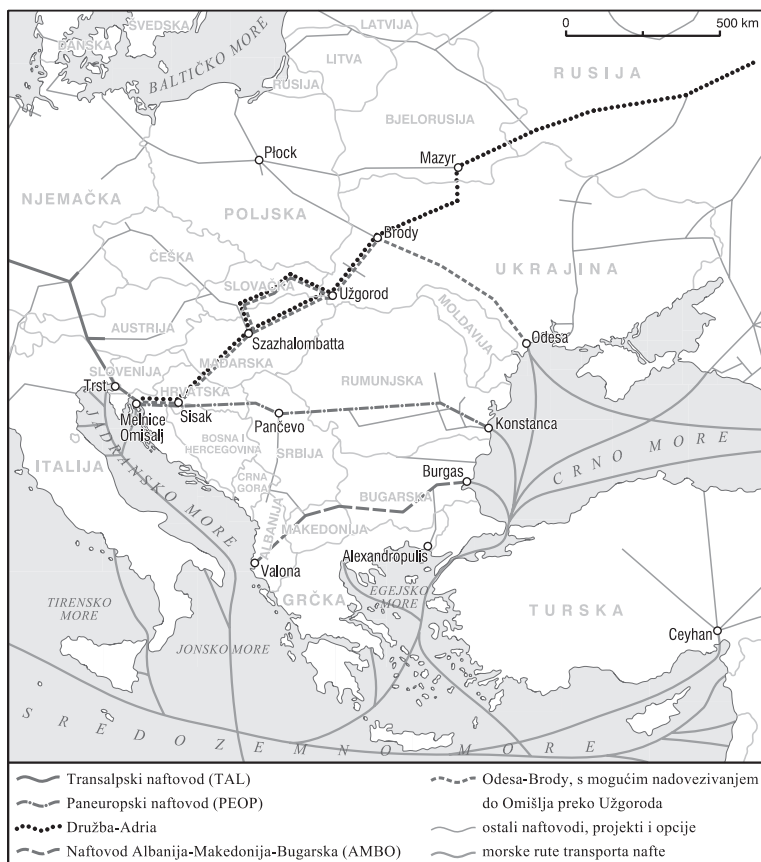 ŠVEDSKA
LATVIJA
DANSKA
0 500 km
BALTIČKO MORE
LITVA
RUSIJA
RUSIJA
BJELORUSIJA
Płock
Mazyr
NJEMAČKA
POLJSKA
Brody
ČEŠKA
UKRAJINA
SLOVAČKA
Užgorod
MOLDAVIJA
AUSTRIJA
Szazhalombatta
Odesa
MAĐARSKA
SLOVENIJA
Trst
HRVATSKA
RUMUNJSKA
Melnice
Omišalj
Sisak
Pančevo
Konstanca
JADRANSKO MORE
BOSNA I
HERCEGOVINA
SRBIJA
ITALIJA
CRNO MORE
CRNA
GORA
Burgas
BUGARSKA
ALBANIJA
MAKEDONIJA
Alexandropulis
Valona
GRČKA
EGEJSKO
MORE
TIRENSKO
MORE
TURSKA
Ceyhan
JONSKO MORE
SREDOZEMNO MORE
Transalpski naftovod (TAL)
Paneuropski naftovod (PEOP)
Družba-Adria
Naftovod Albanija-Makedonija-Bugarska (AMBO)
Odesa-Brody, s mogućim nadovezivanjem
do Omišlja preko Užgoroda
ostali naftovodi, projekti i opcije
morske rute transporta nafte